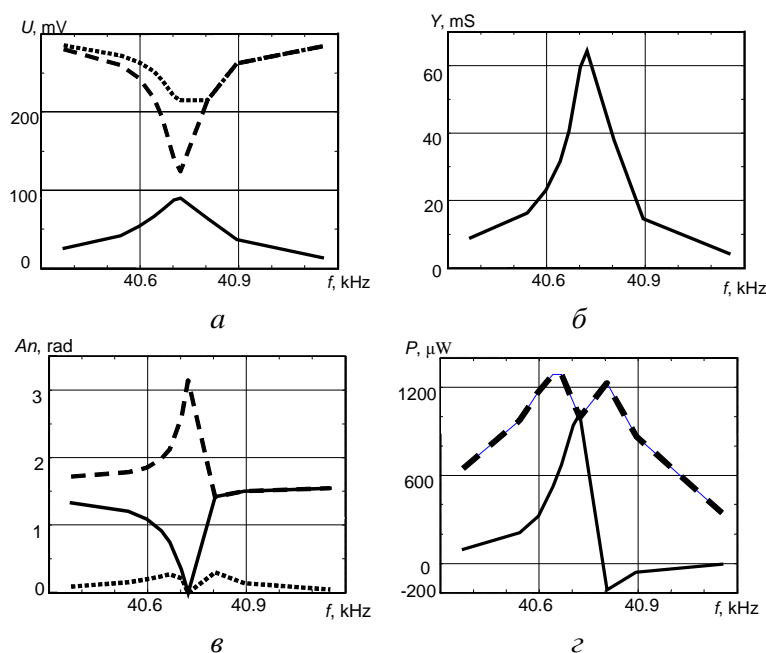 U, mV
200
100
0
40.6 40.9
f, kHz
а
Y, mS
60
40
20
0
40.6 40.9
f, kHz
б
An, rad
3
2
1
0
40.6 40.9
f, kHz
в
P, μW
1200
600
0
-200
40.6 40.9
f, kHz
г